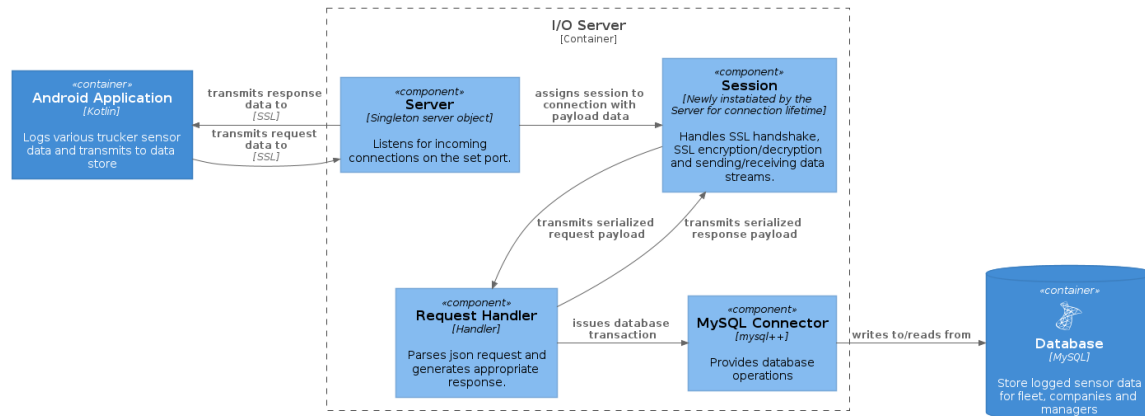 I/O Server
[Container]
«container»
Android Application
[Kotlin]
Logs various trucker sensor
data and transmits to data
store
transmits response
data to
[SSL]
transmits request
data to
[SSL]
«component»
Server
[Singleton server object]
Listens for incoming
connections on the set port.
assigns session to
connection with
payload data
«component»
Session
[Newly instatiated by the
Server for connection lifetime]
Handles SSL handshake,
SSL encryption/decryption
and sending/receiving data
streams.
transmits serialized
request payload
transmits serialized
response payload
«component»
Request Handler
[Handler]
Parses json request and
generates appropriate
response.
issues database
transaction
«component»
MySQL Connector
[mysql++]
Provides database
operations
writes to/reads from
«container»
Database
[MySQL]
Store logged sensor data
for fleet, companies and
managers